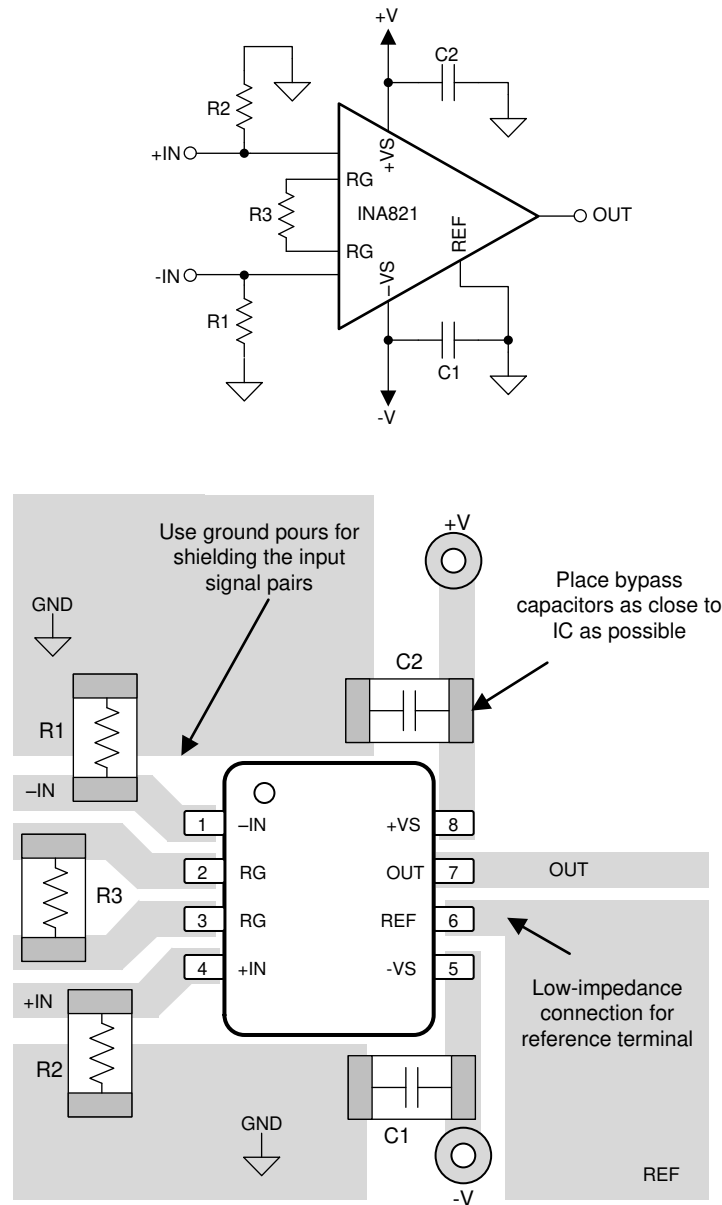 +V
C2
R2
+IN
+VS
RG
R3
INA821
OUT
RG
REF
-IN
–VS
R1
C1
-V
Use ground pours for
shielding the input
signal pairs
+V
Place bypass
capacitors as close to
IC as possible
GND
C2
R1
–IN
1
–IN
+VS
8
2
RG
OUT
7
OUT
R3
3
RG
REF
6
4
+IN
-VS
5
+IN
Low-impedance
connection for
reference terminal
R2
GND
C1
REF
-V